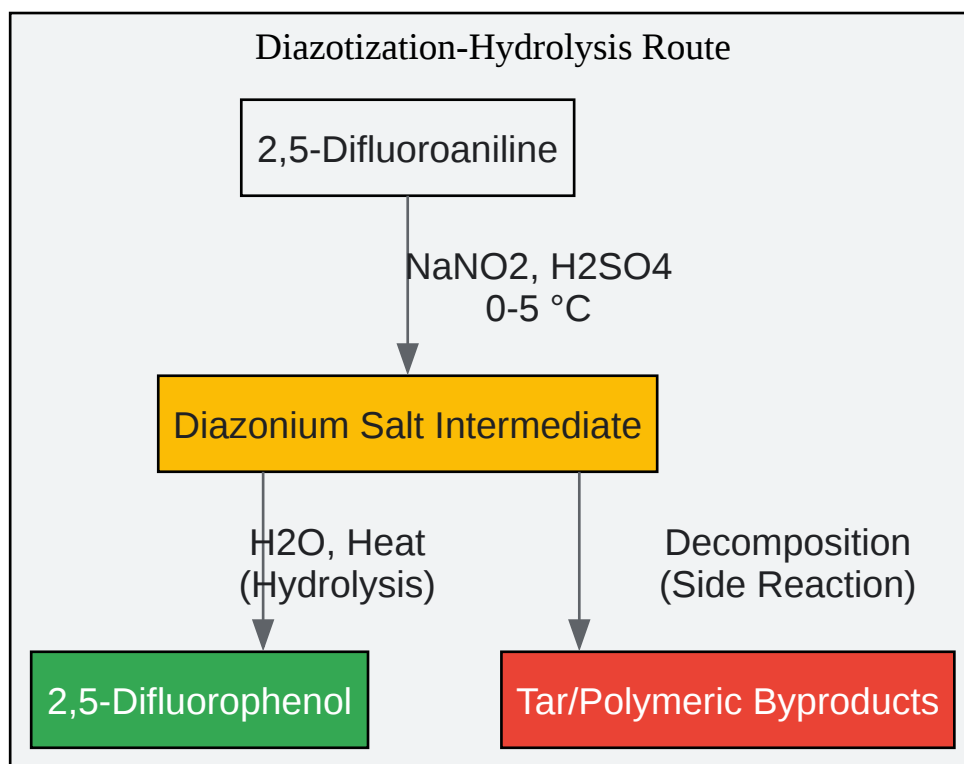 Diazotization-Hydrolysis Route
2,5-Difluoroaniline
NaNO2, H2SO4
0-5 °C
Diazonium Salt Intermediate
H2O, Heat
(Hydrolysis)
Decomposition
(Side Reaction)
2,5-Difluorophenol
Tar/Polymeric Byproducts